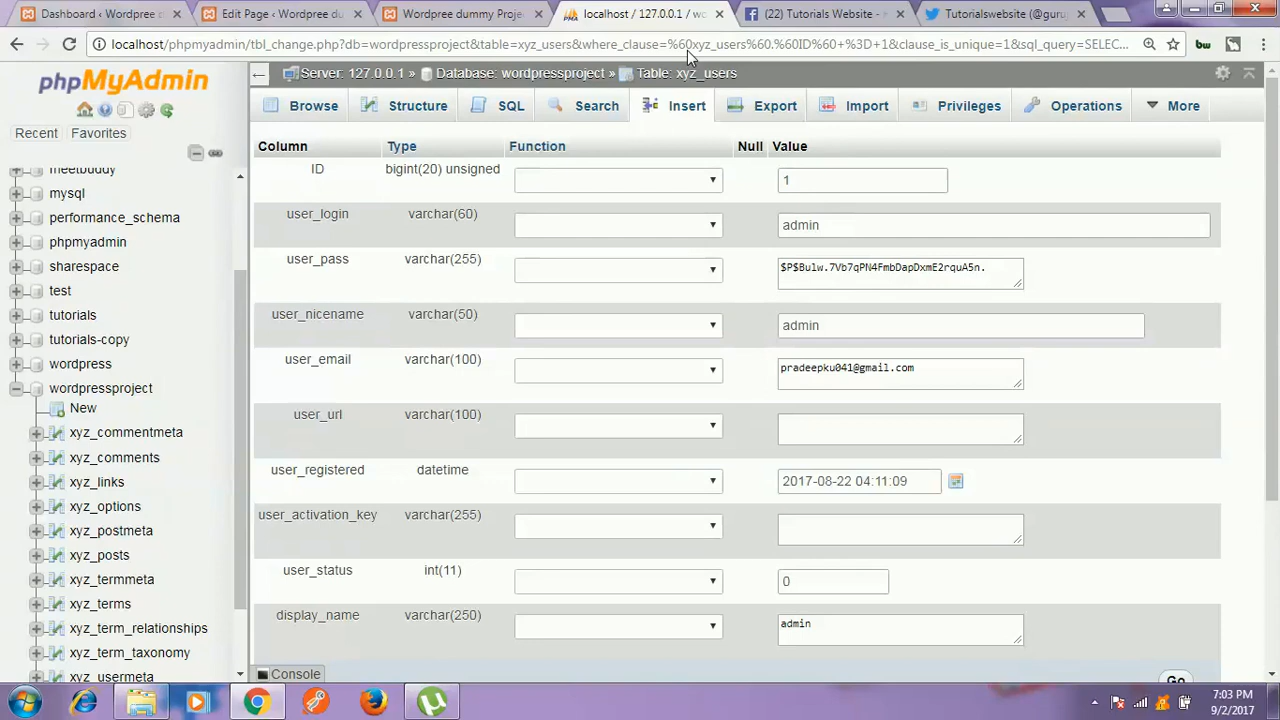 Dashboard ‹ Wordpree d
Edit Page ‹ Wordpree du
Wordpree dummy Proje
localhost / 127.0.0.1 / wc
(22) Tutorials Website -
Tutorialswebsite (@guru
localhost/phpmyadmin/tbl_change.php?db=wordpressproject&table=xyz_users&where_clause=%60xyz_users%60.%60ID%60+%3D+1&clause_is_unique=1&sql_query=SELEC...
bw
phpMyAdmin
Server: 127.0.0.1 » Database: wordpressproject » Table: xyz_users
Recent Favorites
Browse Structure SQL Search Insert Export Import Privileges Operations More
meetbuddy
mysql
performance_schema
phpmyadmin
sharespace
test
tutorials
tutorials-copy
wordpress
wordpressproject
New
xyz_commentmeta
xyz_comments
xyz_links
xyz_options
xyz_postmeta
xyz_posts
xyz_termmeta
xyz_terms
xyz_term_relationships
xyz_term_taxonomy
xyz_usermeta
Column Type Function Null Value
ID bigint(20) unsigned 1
user_login varchar(60) admin
user_pass varchar(255) $P$Bulw.7Vb7qPN4FmbDapDxmE2rquA5n.
user_nicename varchar(50) admin
user_email varchar(100) pradeepku041@gmail.com
user_url varchar(100)
user_registered datetime 2017-08-22 04:11:09
user_activation_key varchar(255)
user_status int(11) 0
display_name varchar(250) admin
Console
Go
7:03 PM
9/2/2017